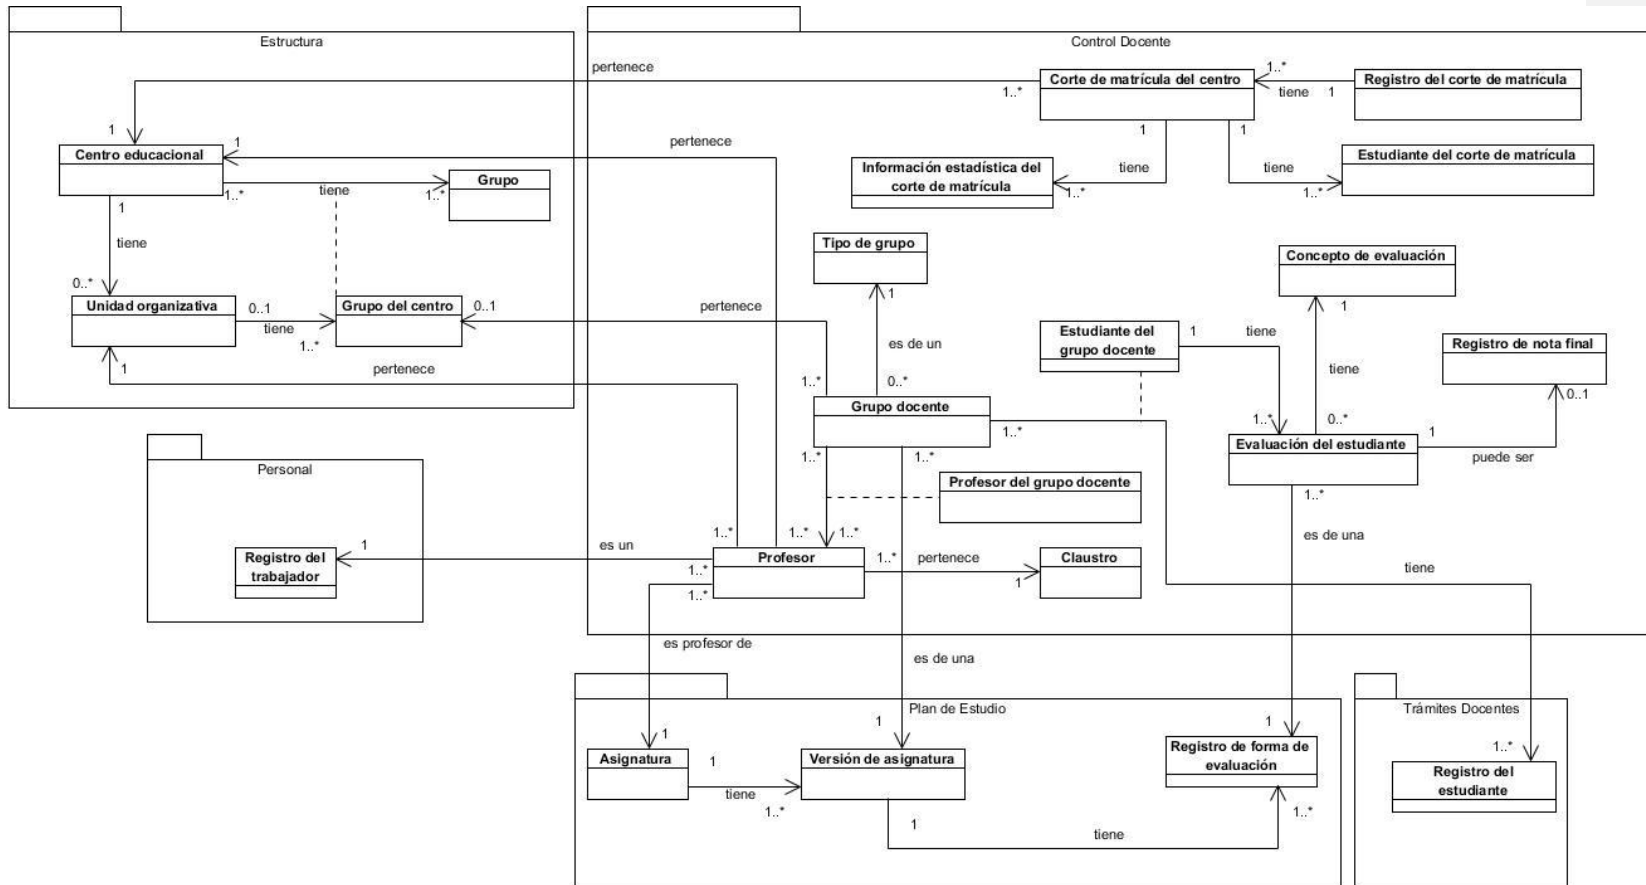 Estructura
Control Docente
pertenece
1..*
Corte de matrícula del centro
1..*
tiene
1
Registro del corte de matrícula
1
Centro educacional
1
pertenece
1..*
tiene
1..*
Grupo
1
tiene
0..*
Unidad organizativa
0..1
tiene
1..*
Grupo del centro
0..1
pertenece
1
pertenece
1
tiene
1..*
Información estadística del
corte de matrícula
1
tiene
1..*
Estudiante del corte de matrícula
Tipo de grupo
1
es de un
0..*
Concepto de evaluación
1
tiene
0..*
Estudiante del
grupo docente
1
tiene
1..*
Registro de nota final
0..1
1..*
Grupo docente
1..*
Evaluación del estudiante
1
puede ser
1..*
1..*
1..*
Profesor del grupo docente
es de una
Personal
Registro del
trabajador
1
es un
1..*
1..*
1..*
1..*
1..*
Profesor
1..*
pertenece
1
Claustro
tiene
es profesor de
es de una
Plan de Estudio
Trámites Docentes
1
1
1
1..*
Asignatura
1
tiene
1..*
Versión de asignatura
Registro de forma de
evaluación
Registro del
estudiante
1
tiene
1..*